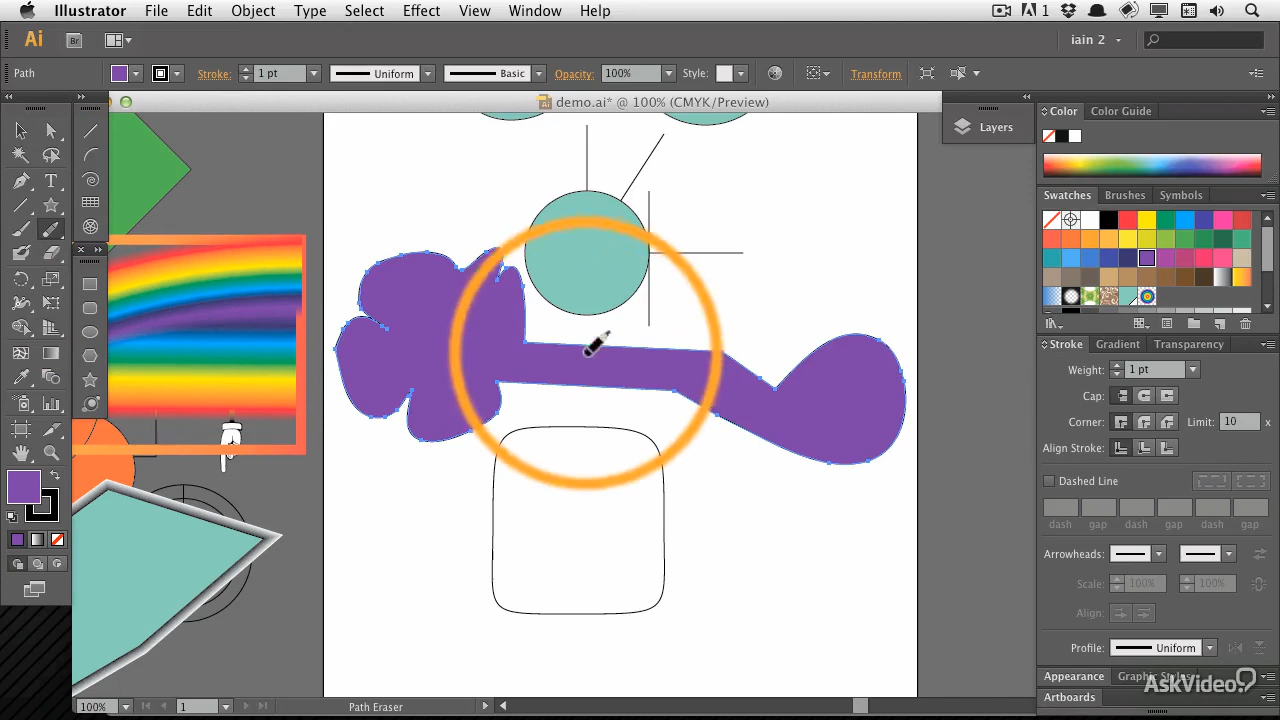 Illustrator File Edit Object Type Select Effect View Window Help 1
Ai Br iain 2
Path Stroke: 1 pt Uniform Basic Opacity: 100% Style: Transform
demo.ai* @ 100% (CMYK/Preview)
Layers
Color Color Guide
Swatches Brushes Symbols
Stroke Gradient Transparency
Weight: 1 pt
Cap:
Corner: Limit: 10 x
Align Stroke:
Dashed Line
dash gap dash gap dash gap
Arrowheads:
Scale: 100% 100%
Align:
Profile: Uniform
Appearance Graphic Styles
AskVideo
Artboards
100% 1 Path Eraser